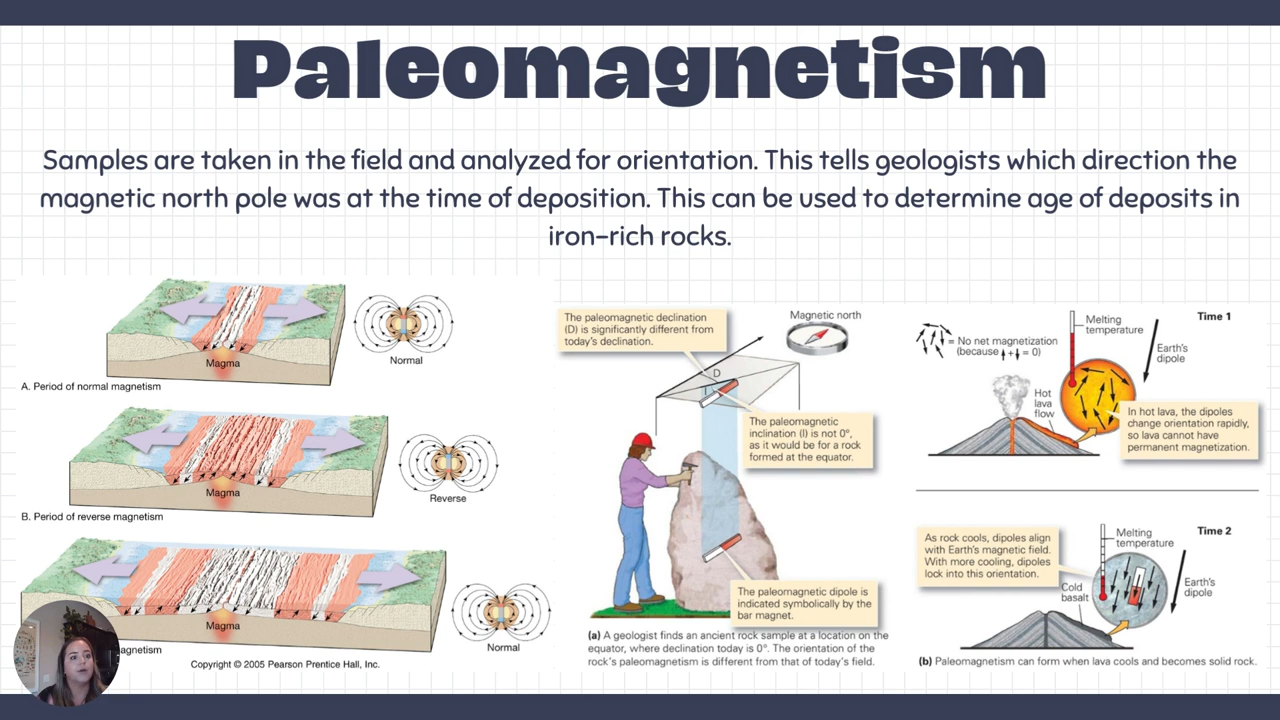 Paleomagnetism
Samples are taken in the field and analyzed for orientation. This tells geologists which direction the
magnetic north pole was at the time of deposition. This can be used to determine age of deposits in
iron-rich rocks.
Magma
Normal
A. Period of normal magnetism
Magma
Reverse
B. Period of reverse magnetism
Magma
Normal
agnetism
Copyright © 2005 Pearson Prentice Hall, Inc.
The paleomagnetic declination
(D) is significantly different from
today's declination.
Magnetic north
D
The paleomagnetic
inclination (I) is not 0°,
as it would be for a rock
formed at the equator.
The paleomagnetic dipole is
indicated symbolically by the
bar magnet.
(a) A geologist finds an ancient rock sample at a location on the
equator, where declination today is 0°. The orientation of the
rock's paleomagnetism is different from that of today's field.
= No net magnetization
(because + = 0)
Melting
temperature
Time 1
Earth's
dipole
Hot
lava
flow
In hot lava, the dipoles
change orientation rapidly,
so lava cannot have
permanent magnetization.
As rock cools, dipoles align
with Earth's magnetic field.
With more cooling, dipoles
lock into this orientation.
Melting
temperature
Time 2
Earth's
dipole
Cold
basalt
(b) Paleomagnetism can form when lava cools and becomes solid rock.